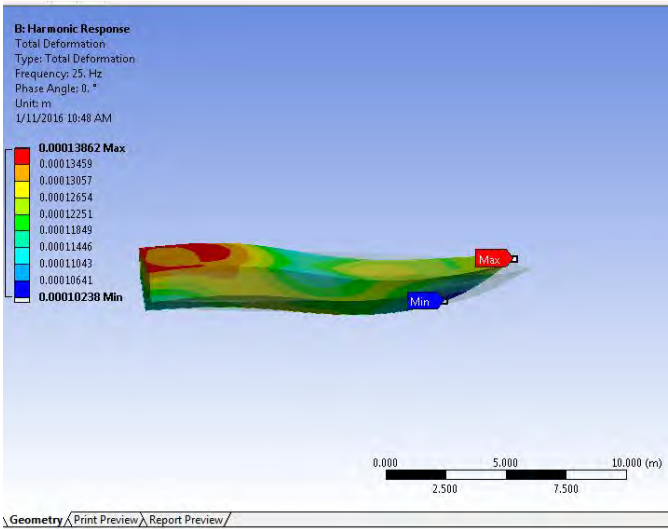 B: Harmonic Response
Total Deformation
Type: Total Deformation
Frequency: 25. Hz
Phase Angle: 0. °
Unit: m
1/11/2016 10:48 AM
0.00013862 Max
0.00013459
0.00013057
0.00012654
0.00012251
0.00011849
0.00011446
0.00011043
0.00010641
0.00010238 Min
Max
Min
0.000 5.000 10.000 (m)
2.500 7.500
Geometry Print Preview Report Preview